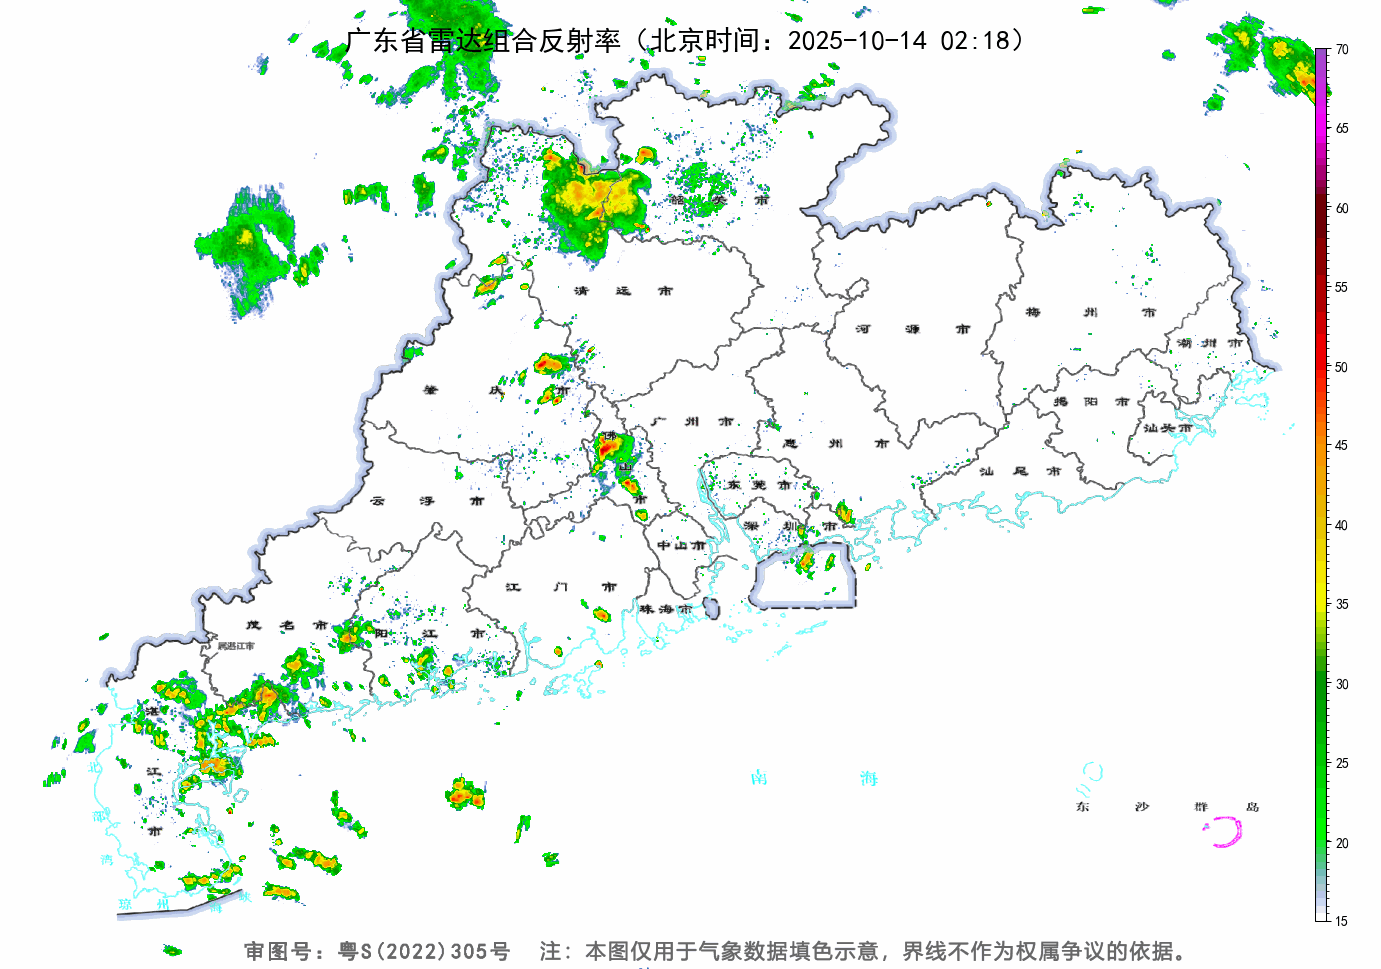 广东省雷达组合反射率（北京时间：2025-10-14 02:18）
70
65
60
55
50
45
40
35
30
25
20
15
韶关市
清远市
河源市
梅州市
潮州市
肇庆市
广州市
惠州市
揭阳市
汕头市
佛山市
云浮市
东莞市
汕尾市
深圳市
中山市
江门市
珠海市
茂名市
阳江市
属湛江市
湛江市
北部湾
琼州海峡
南海
东沙群岛
审图号：粤S(2022)305号 注：本图仅用于气象数据填色示意，界线不作为权属争议的依据。